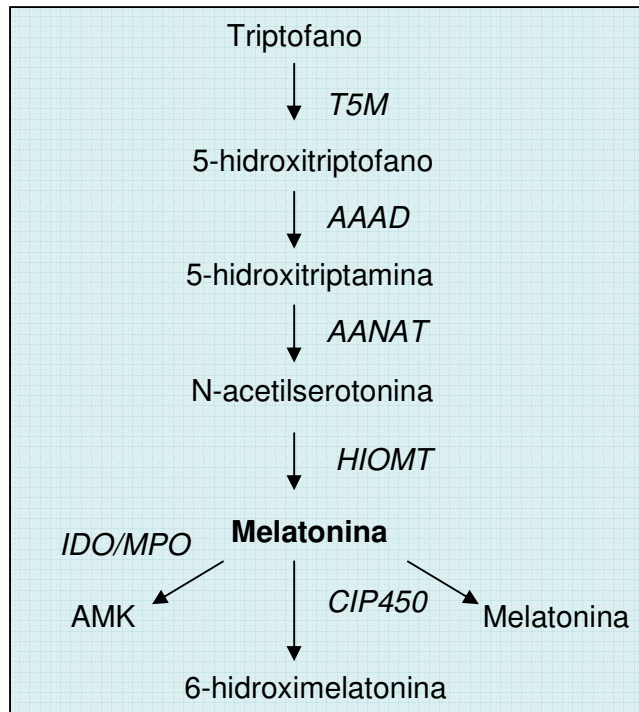 Triptofano
T5M
5-hidroxitriptofano
AAAD
5-hidroxitriptamina
AANAT
N-acetilserotonina
HIOMT
Melatonina
IDO/MPO
AMK
CIP450
Melatonina
6-hidroximelatonina